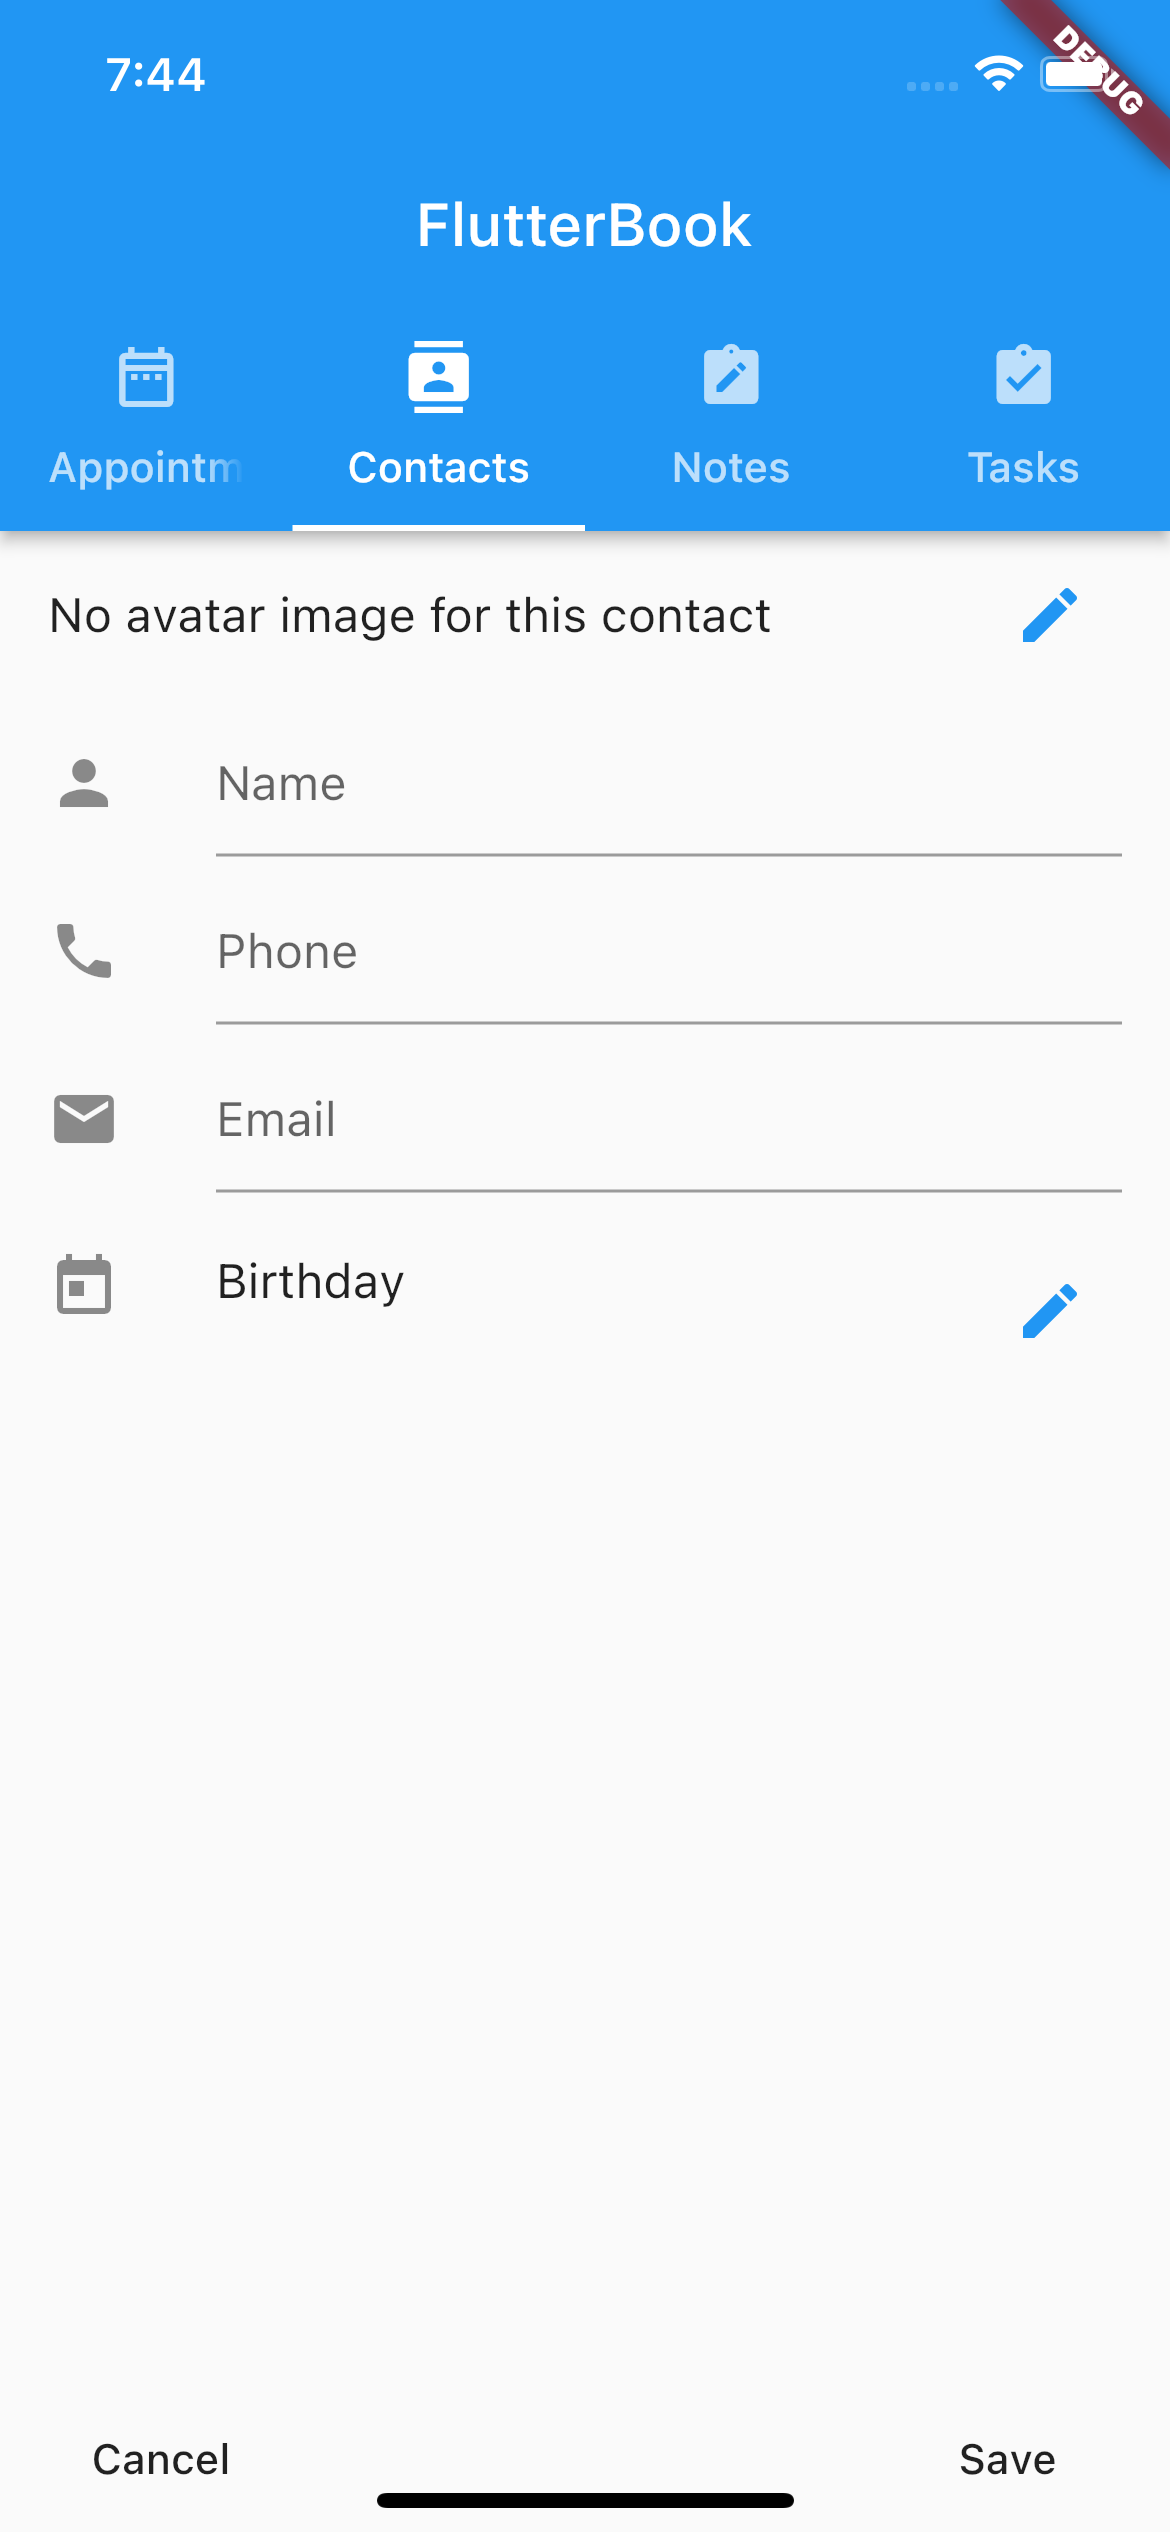 7:44
DEBUG
FlutterBook
Appointm
Contacts
Notes
Tasks
No avatar image for this contact
Name
Phone
Email
Birthday
Cancel
Save